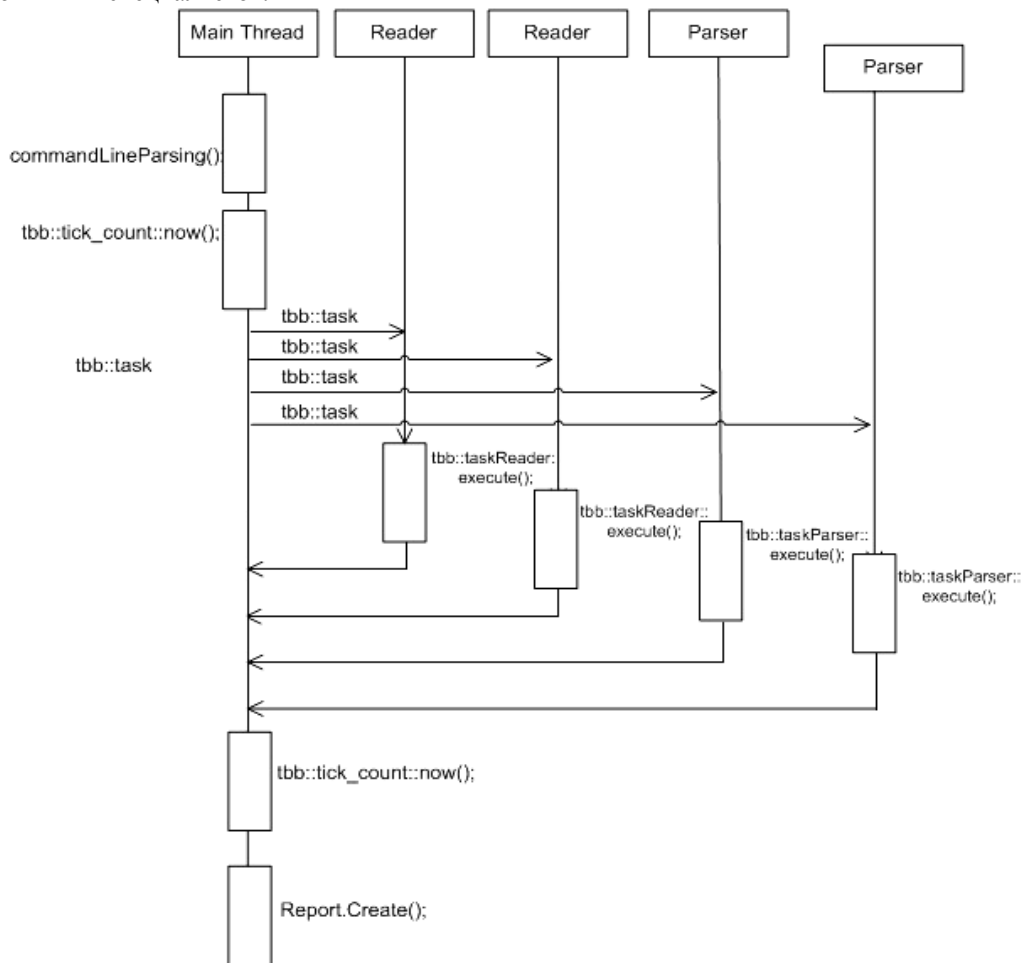 Main Thread
Reader
Reader
Parser
Parser
commandLineParsing();
tbb::tick_count::now();
tbb::task
tbb::task
tbb::task
tbb::task
tbb::task
tbb::taskReader:
execute();
tbb::taskReader::
execute();
tbb::taskParser::
execute();
tbb::taskParser::
execute();
tbb::tick_count::now();
Report.Create();